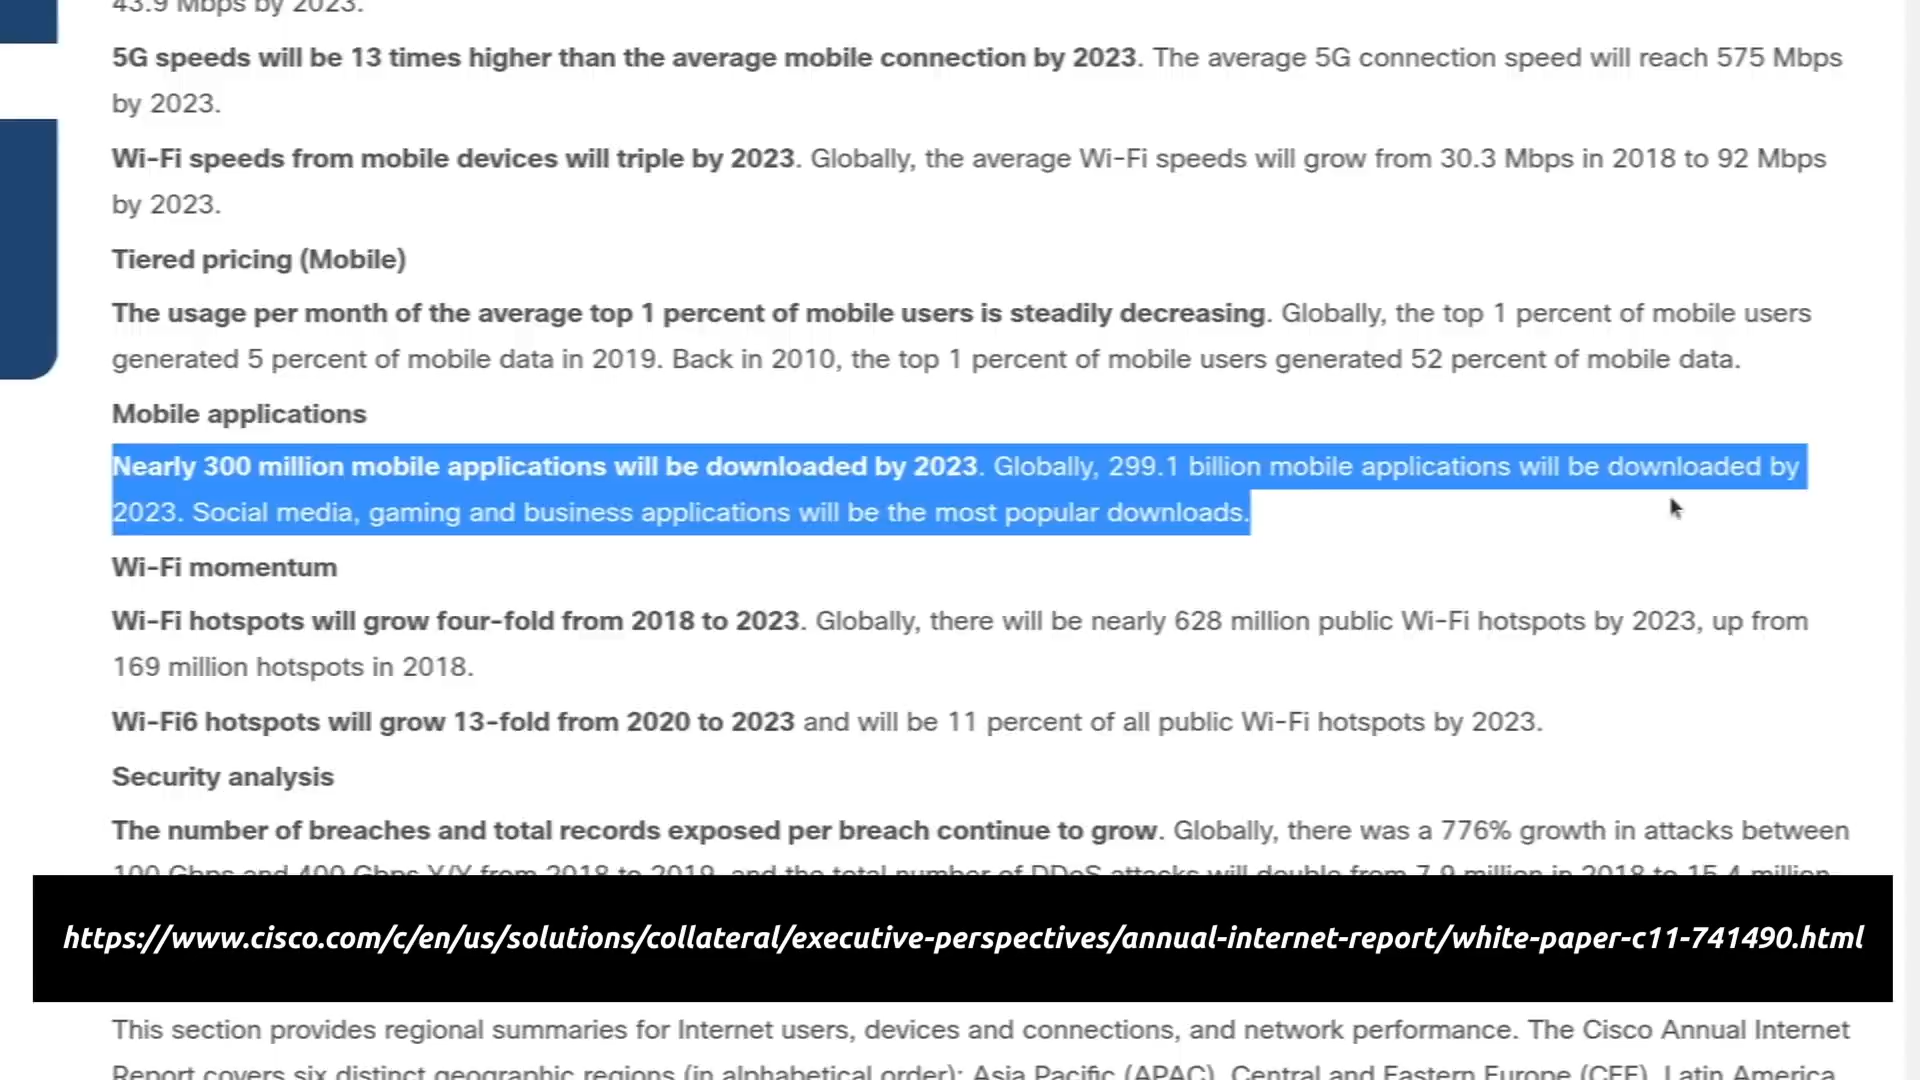 43.9 Mbps by 2023.
5G speeds will be 13 times higher than the average mobile connection by 2023. The average 5G connection speed will reach 575 Mbps
by 2023.
Wi-Fi speeds from mobile devices will triple by 2023. Globally, the average Wi-Fi speeds will grow from 30.3 Mbps in 2018 to 92 Mbps
by 2023.
Tiered pricing (Mobile)
The usage per month of the average top 1 percent of mobile users is steadily decreasing. Globally, the top 1 percent of mobile users
generated 5 percent of mobile data in 2019. Back in 2010, the top 1 percent of mobile users generated 52 percent of mobile data.
Mobile applications
Nearly 300 million mobile applications will be downloaded by 2023. Globally, 299.1 billion mobile applications will be downloaded by
2023. Social media, gaming and business applications will be the most popular downloads.
Wi-Fi momentum
Wi-Fi hotspots will grow four-fold from 2018 to 2023. Globally, there will be nearly 628 million public Wi-Fi hotspots by 2023, up from
169 million hotspots in 2018.
Wi-Fi6 hotspots will grow 13-fold from 2020 to 2023 and will be 11 percent of all public Wi-Fi hotspots by 2023.
Security analysis
The number of breaches and total records exposed per breach continue to grow. Globally, there was a 776% growth in attacks between
100 Gbps and 400 Gbps Y/Y from 2018 to 2019, and the total number of DDoS attacks will double from 7.9 million in 2018 to 15.4 million
https://www.cisco.com/c/en/us/solutions/collateral/executive-perspectives/annual-internet-report/white-paper-c11-741490.html
This section provides regional summaries for Internet users, devices and connections, and network performance. The Cisco Annual Internet
Report covers six distinct geographic regions (in alphabetical order): Asia Pacific (APAC), Central and Eastern Europe (CEE), Latin America